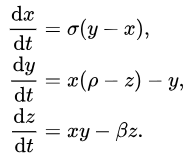 dx/dt = σ(y − x),
dy/dt = x(ρ − z) − y,
dz/dt = xy − βz.